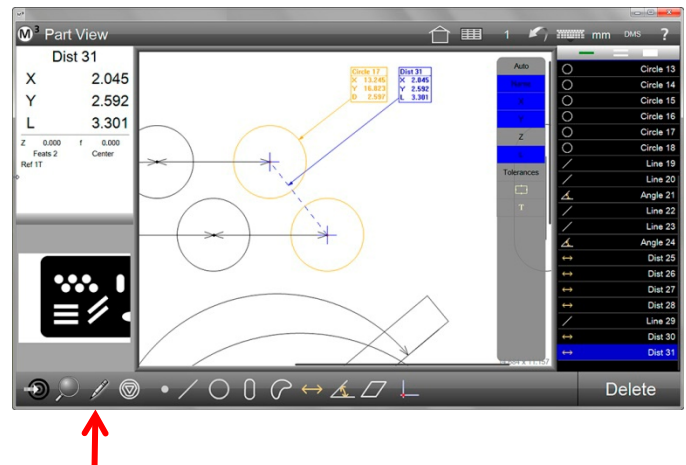 M³ Part View
1
mm
DMS
?
Dist 31
X 2.045
Y 2.592
L 3.301
Z 0.000 f 0.000
Feats 2 Center
Ref 1T
Circle 17
X 13.245
Y 16.023
D 2.597
Dist 31
X 2.045
Y 2.592
L 3.301
Auto
Z
Tolerances
T
Circle 13
Circle 14
Circle 15
Circle 16
Circle 17
Circle 18
Line 19
Line 20
Angle 21
Line 22
Line 23
Angle 24
Dist 25
Dist 26
Dist 27
Dist 28
Line 29
Dist 30
Dist 31
Delete